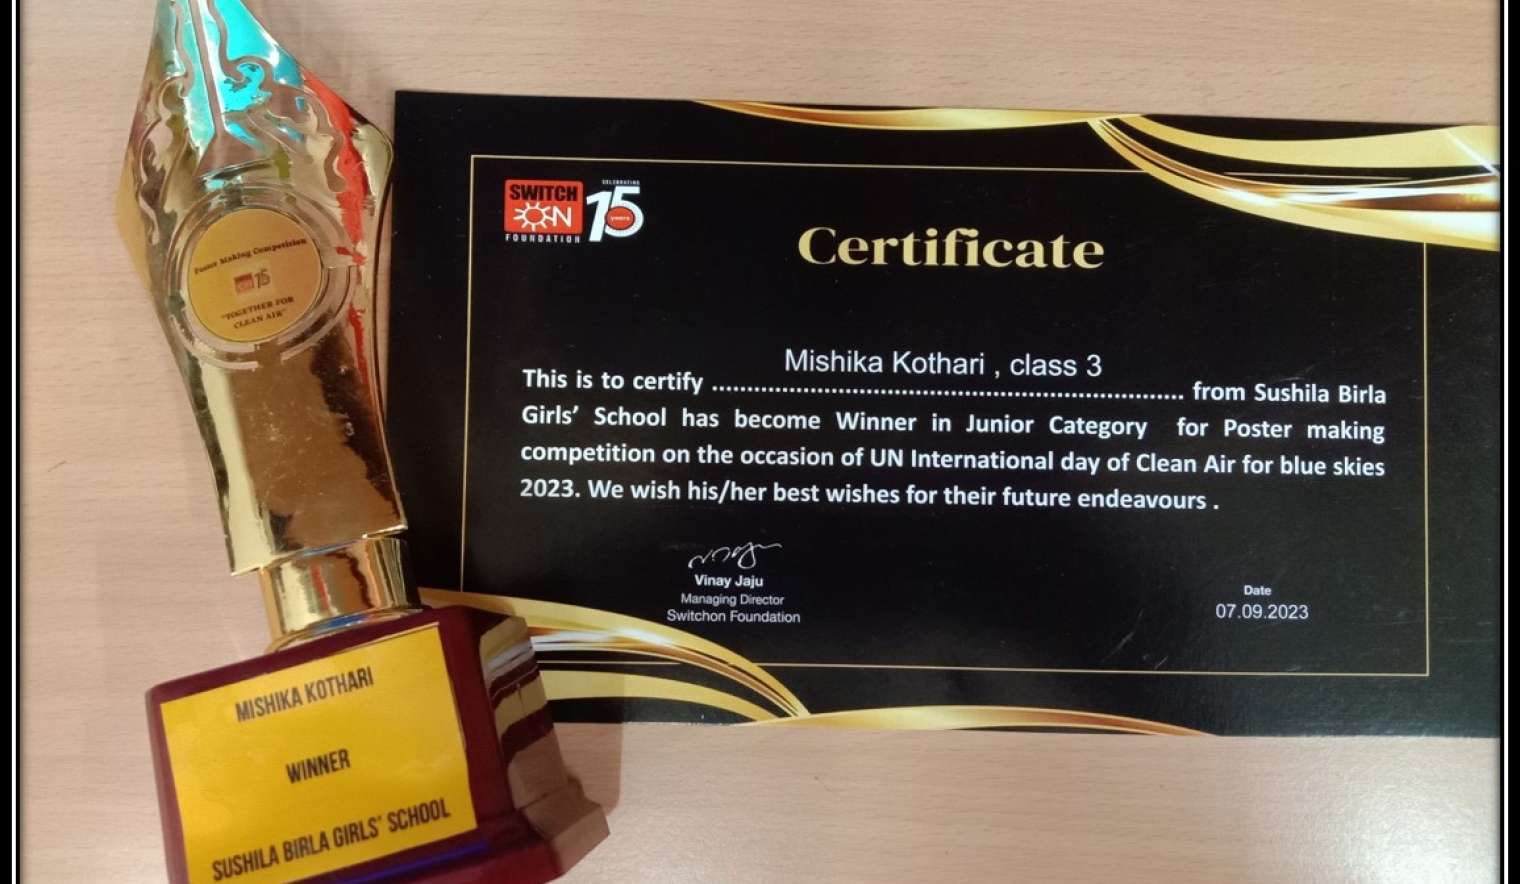 Poster Making Competition
15
"TOGETHER FOR
CLEAN AIR"
MISHIKA KOTHARI
WINNER
SUSHILA BIRLA GIRLS' SCHOOL
SWITCH
ON
FOUNDATION
CELEBRATING
15
years
Certificate
Mishika Kothari , class 3
This is to certify .................................................................... from Sushila Birla
Girls' School has become Winner in Junior Category for Poster making
competition on the occasion of UN International day of Clean Air for blue skies
2023. We wish his/her best wishes for their future endeavours .
Vinay Jaju
Managing Director
Switchon Foundation
Date
07.09.2023